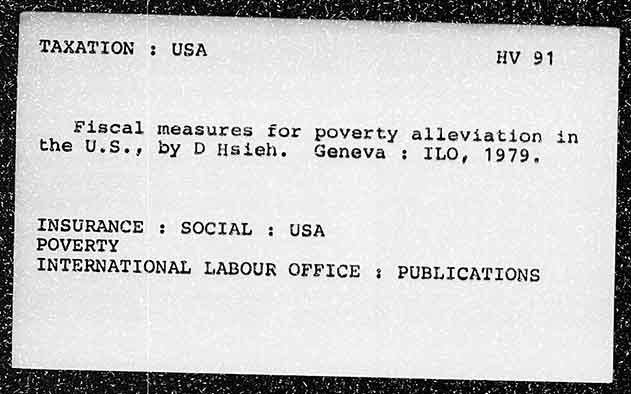 TAXATION : USA
HV 91
Fiscal measures for poverty alleviation in
the U.S., by D Hsieh. Geneva : ILO, 1979.
INSURANCE : SOCIAL : USA
POVERTY
INTERNATIONAL LABOUR OFFICE : PUBLICATIONS